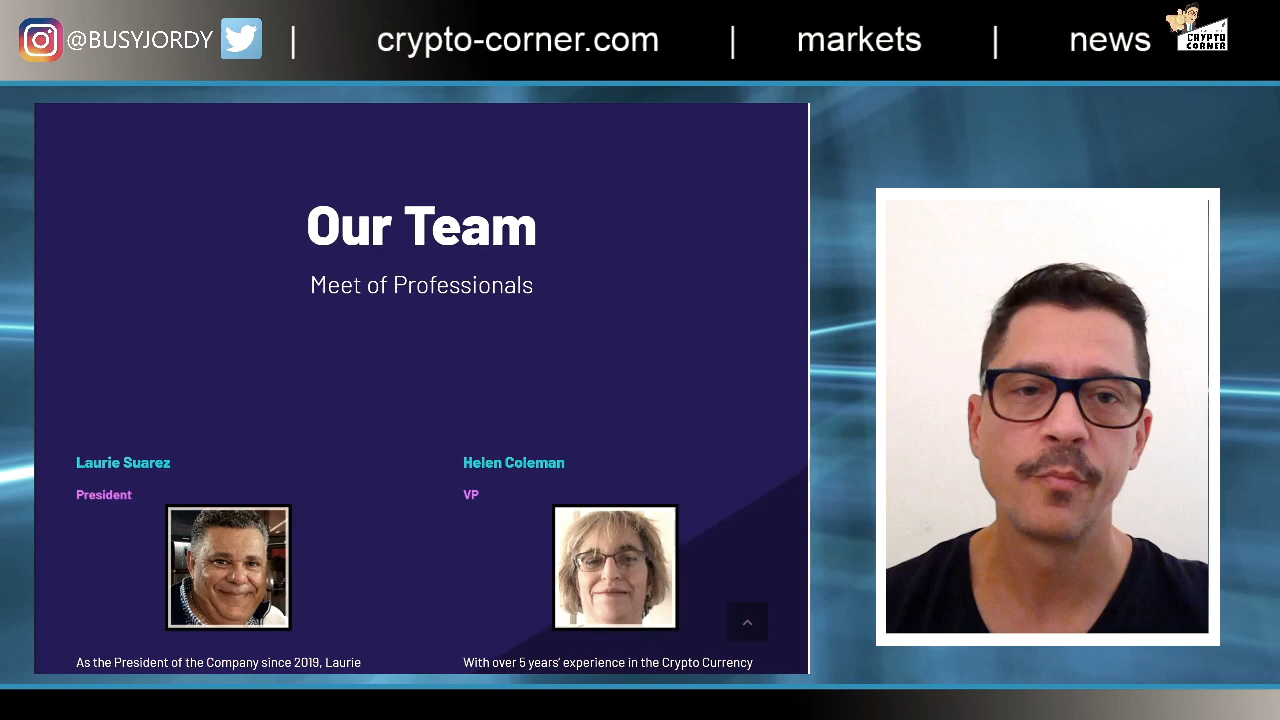 @BUSYJORDY | crypto-corner.com | markets | news
CRYPTO
CORNER
Our Team
Meet of Professionals
Laurie Suarez
President
Helen Coleman
VP
As the President of the Company since 2019, Laurie
With over 5 years' experience in the Crypto Currency